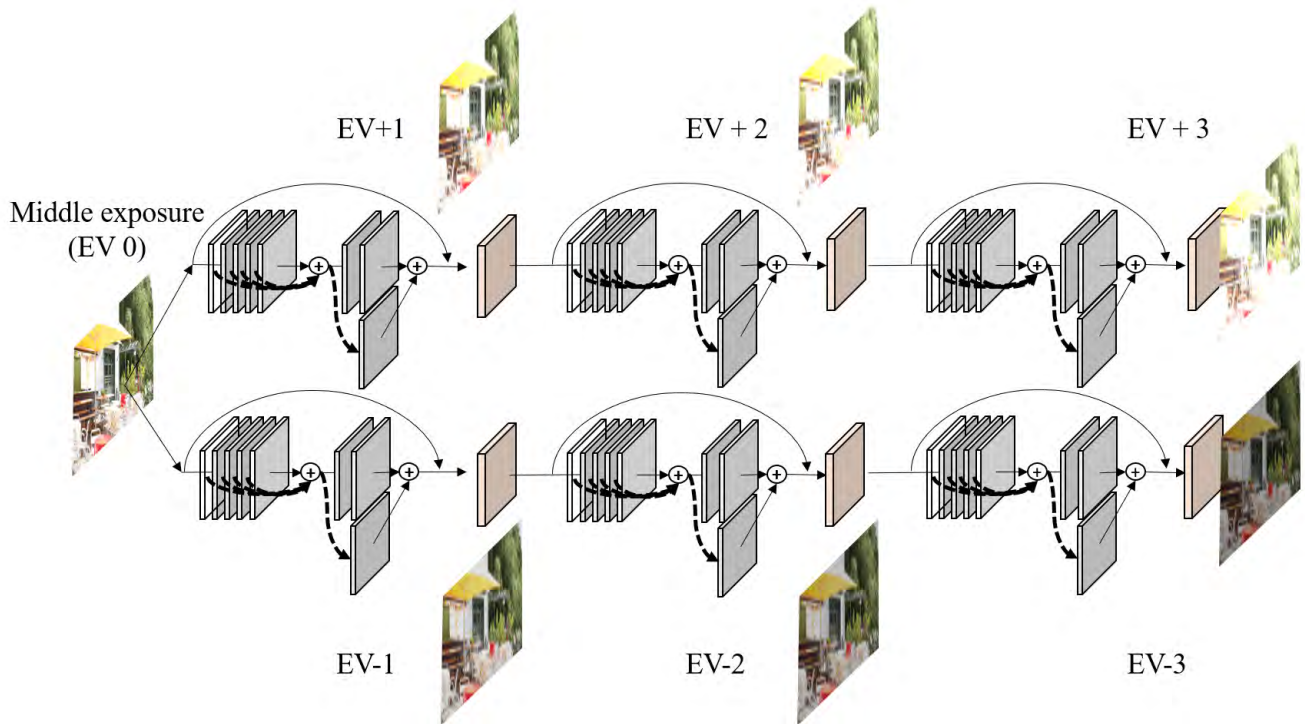 EV+1
EV + 2
EV + 3
Middle exposure
(EV 0)
EV-1
EV-2
EV-3